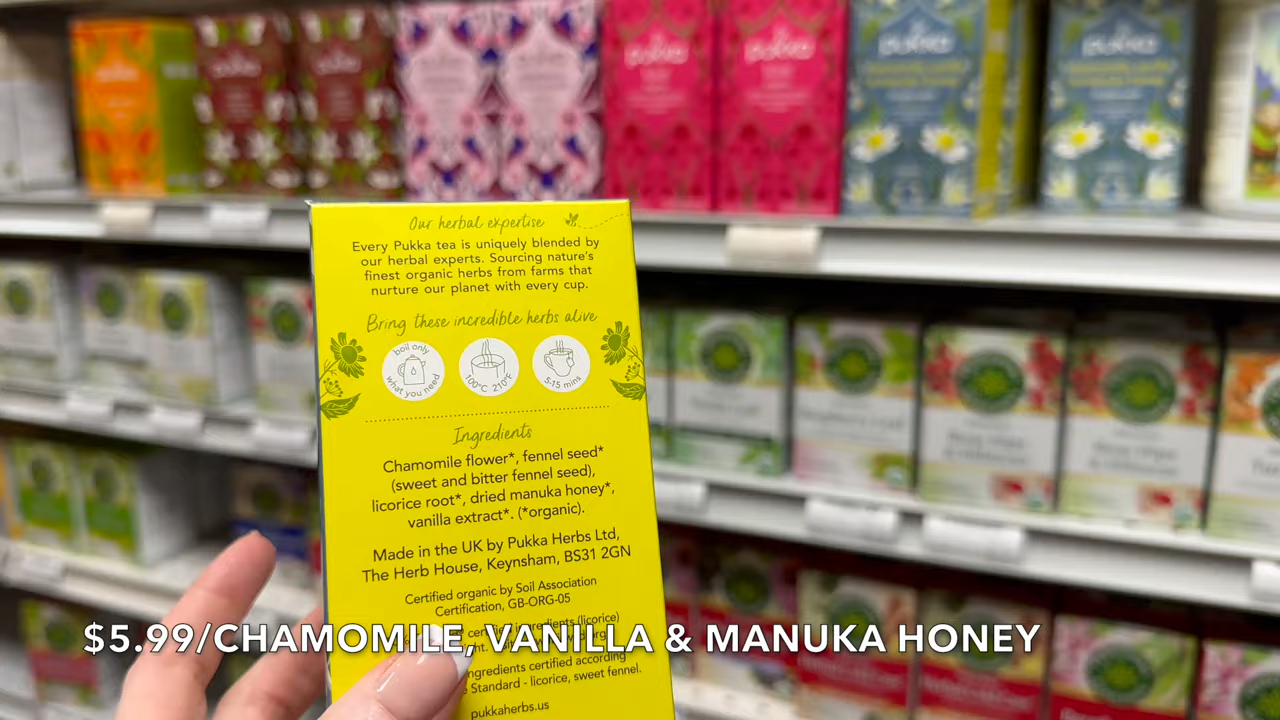 pukka
pukka
Our herbal expertise
Every Pukka tea is uniquely blended by
our herbal experts. Sourcing nature's
finest organic herbs from farms that
nurture our planet with every cup.
Bring these incredible herbs alive
boil only
what you need
100°C 210°F
5-15 mins
Ingredients
Chamomile flower*, fennel seed*
(sweet and bitter fennel seed),
licorice root*, dried manuka honey*,
vanilla extract*. (*organic).
Made in the UK by Pukka Herbs Ltd,
The Herb House, Keynsham, BS31 2GN
Certified organic by Soil Association
Certification, GB-ORG-05
certified ingredients (licorice)
$5.99/CHAMOMILE, VANILLA & MANUKA HONEY
ingredients certified according
Standard - licorice, sweet fennel.
pukkaherbs.us